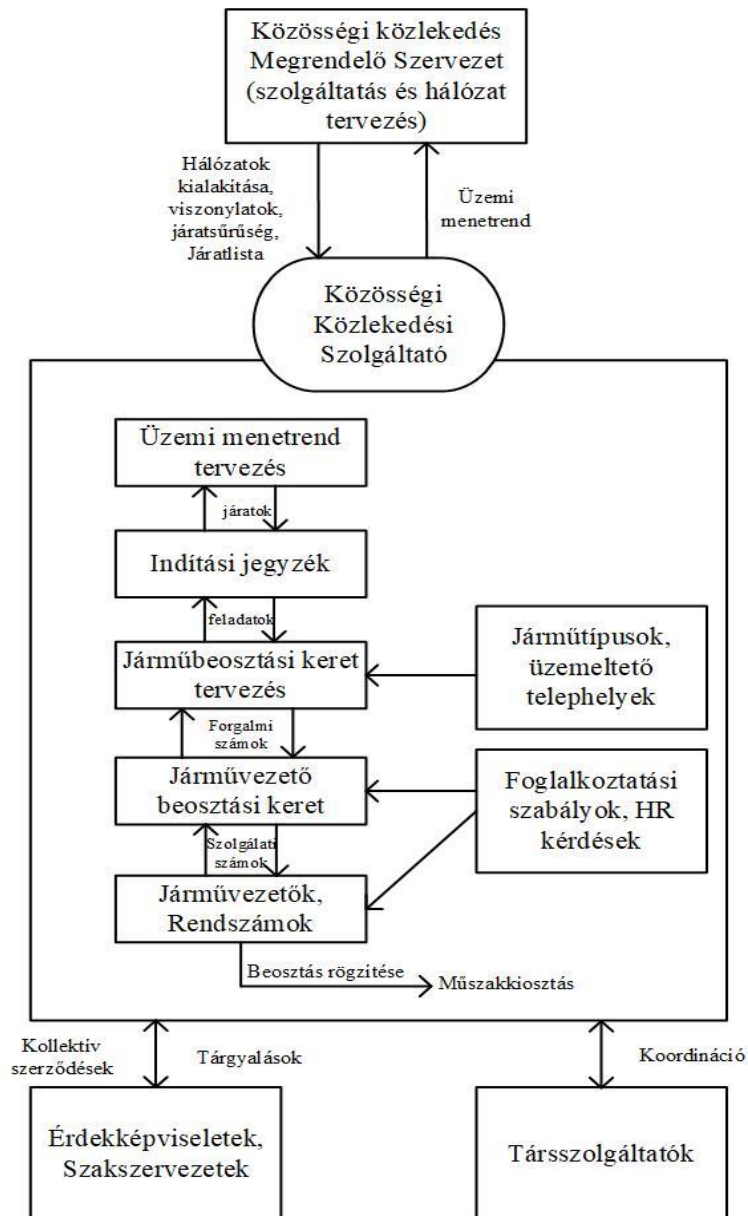 Közösségi közlekedés
Megrendelő Szervezet
(szolgáltatás és hálózat
tervezés)
Hálózatok
kialakítása,
viszonylatok,
járatsűrűség,
Járatlista
Üzemi
menetrend
Közösségi
Közlekedési
Szolgáltató
Üzemi menetrend
tervezés
járatok
Indítási jegyzék
feladatok
Járműbeosztási keret
tervezés
Járműtípusok,
üzemeltető
telephelyek
Forgalmi
számok
Járművezető
beosztási keret
Foglalkoztatási
szabályok, HR
kérdések
Szolgálati
számok
Járművezetők,
Rendszámok
Beosztás rögzítése
Műszakkiosztás
Kollektív
szerződések
Tárgyalások
Koordináció
Érdekképviseletek,
Szakszervezetek
Társszolgáltatók